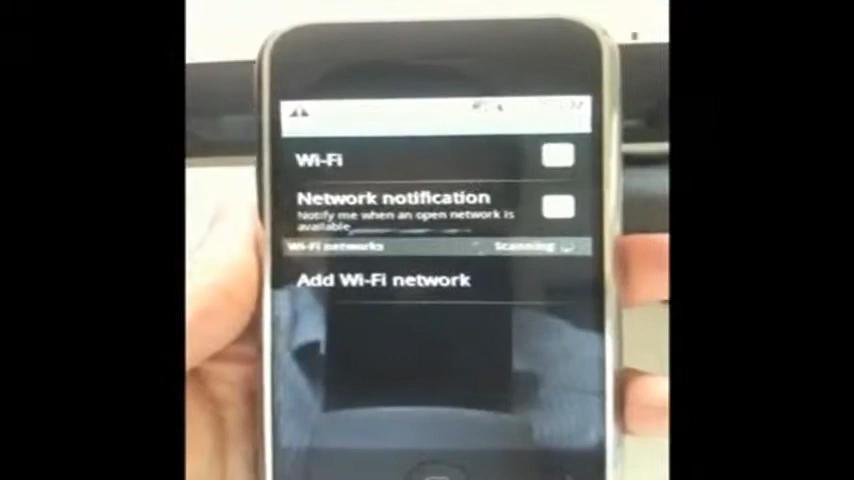 Wi-Fi
Network notification
Notify me when an open network is
available
Wi-Fi networks Scanning
Add Wi-Fi network